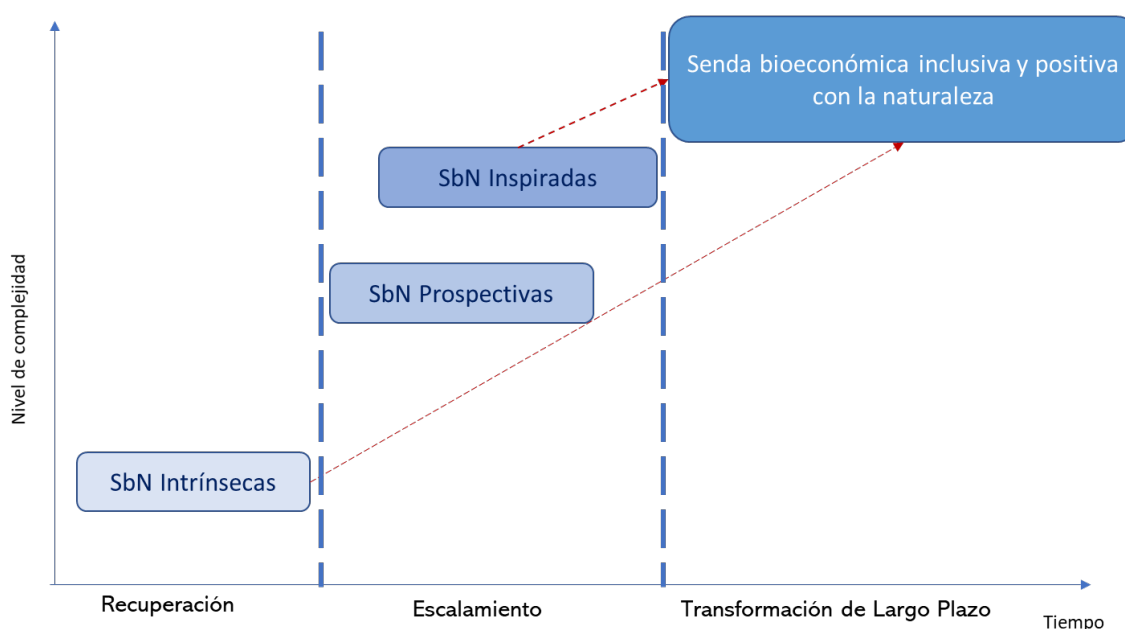 Senda bioeconómica inclusiva y positiva
con la naturaleza
SbN Inspiradas
SbN Prospectivas
Nivel de complejidad
SbN Intrínsecas
Recuperación
Escalamiento
Transformación de Largo Plazo
Tiempo